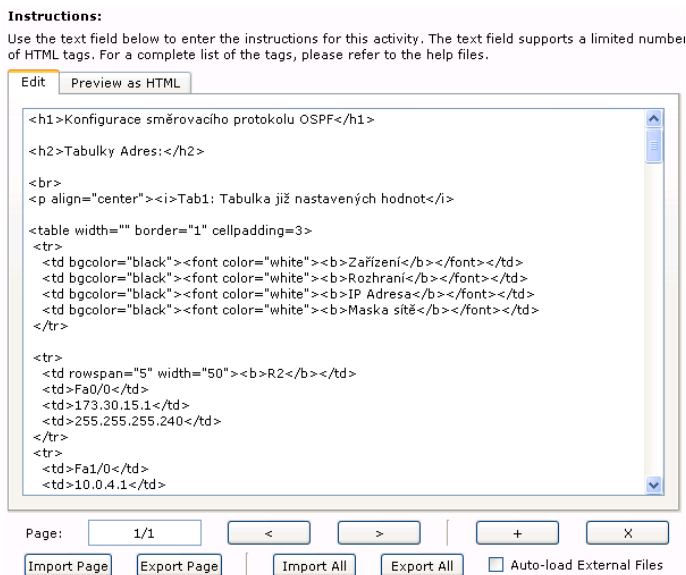 Instructions:
Use the text field below to enter the instructions for this activity. The text field supports a limited number
of HTML tags. For a complete list of the tags, please refer to the help files.
Edit Preview as HTML
<h1>Konfigurace směrovacího protokolu OSPF</h1>
<h2>Tabulky Adres:</h2>
<br>
<p align="center"><i>Tab1: Tabulka již nastavených hodnot</i>
<table width="" border="1" cellpadding=3>
<tr>
<td bgcolor="black"><font color="white"><b>Zařízení</b></font></td>
<td bgcolor="black"><font color="white"><b>Rozhraní</b></font></td>
<td bgcolor="black"><font color="white"><b>IP Adresa</b></font></td>
<td bgcolor="black"><font color="white"><b>Maska sítě</b></font></td>
</tr>
<tr>
<td rowspan="5" width="50"><b>R2</b></td>
<td>Fa0/0</td>
<td>173.30.15.1</td>
<td>255.255.255.240</td>
</tr>
<tr>
<td>Fa1/0</td>
<td>10.0.4.1</td>
Page: 1/1 < > + X
Import Page Export Page Import All Export All Auto-load External Files